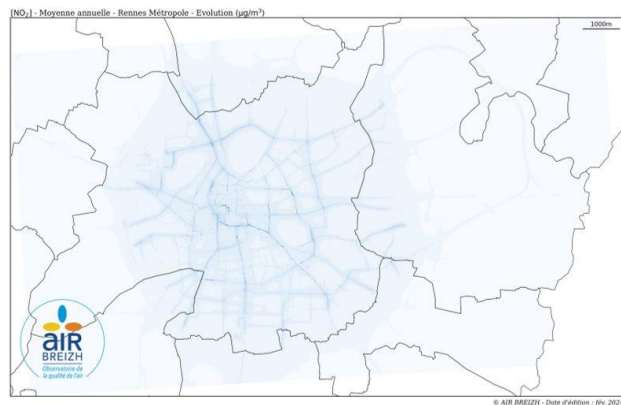 [NO₂] - Moyenne annuelle - Rennes Métropole - Evolution (µg/m³)
1000m
aiR
BREIZH
Observatoire de
la qualité de l'air
© AIR BREIZH - Date d'édition : fév.